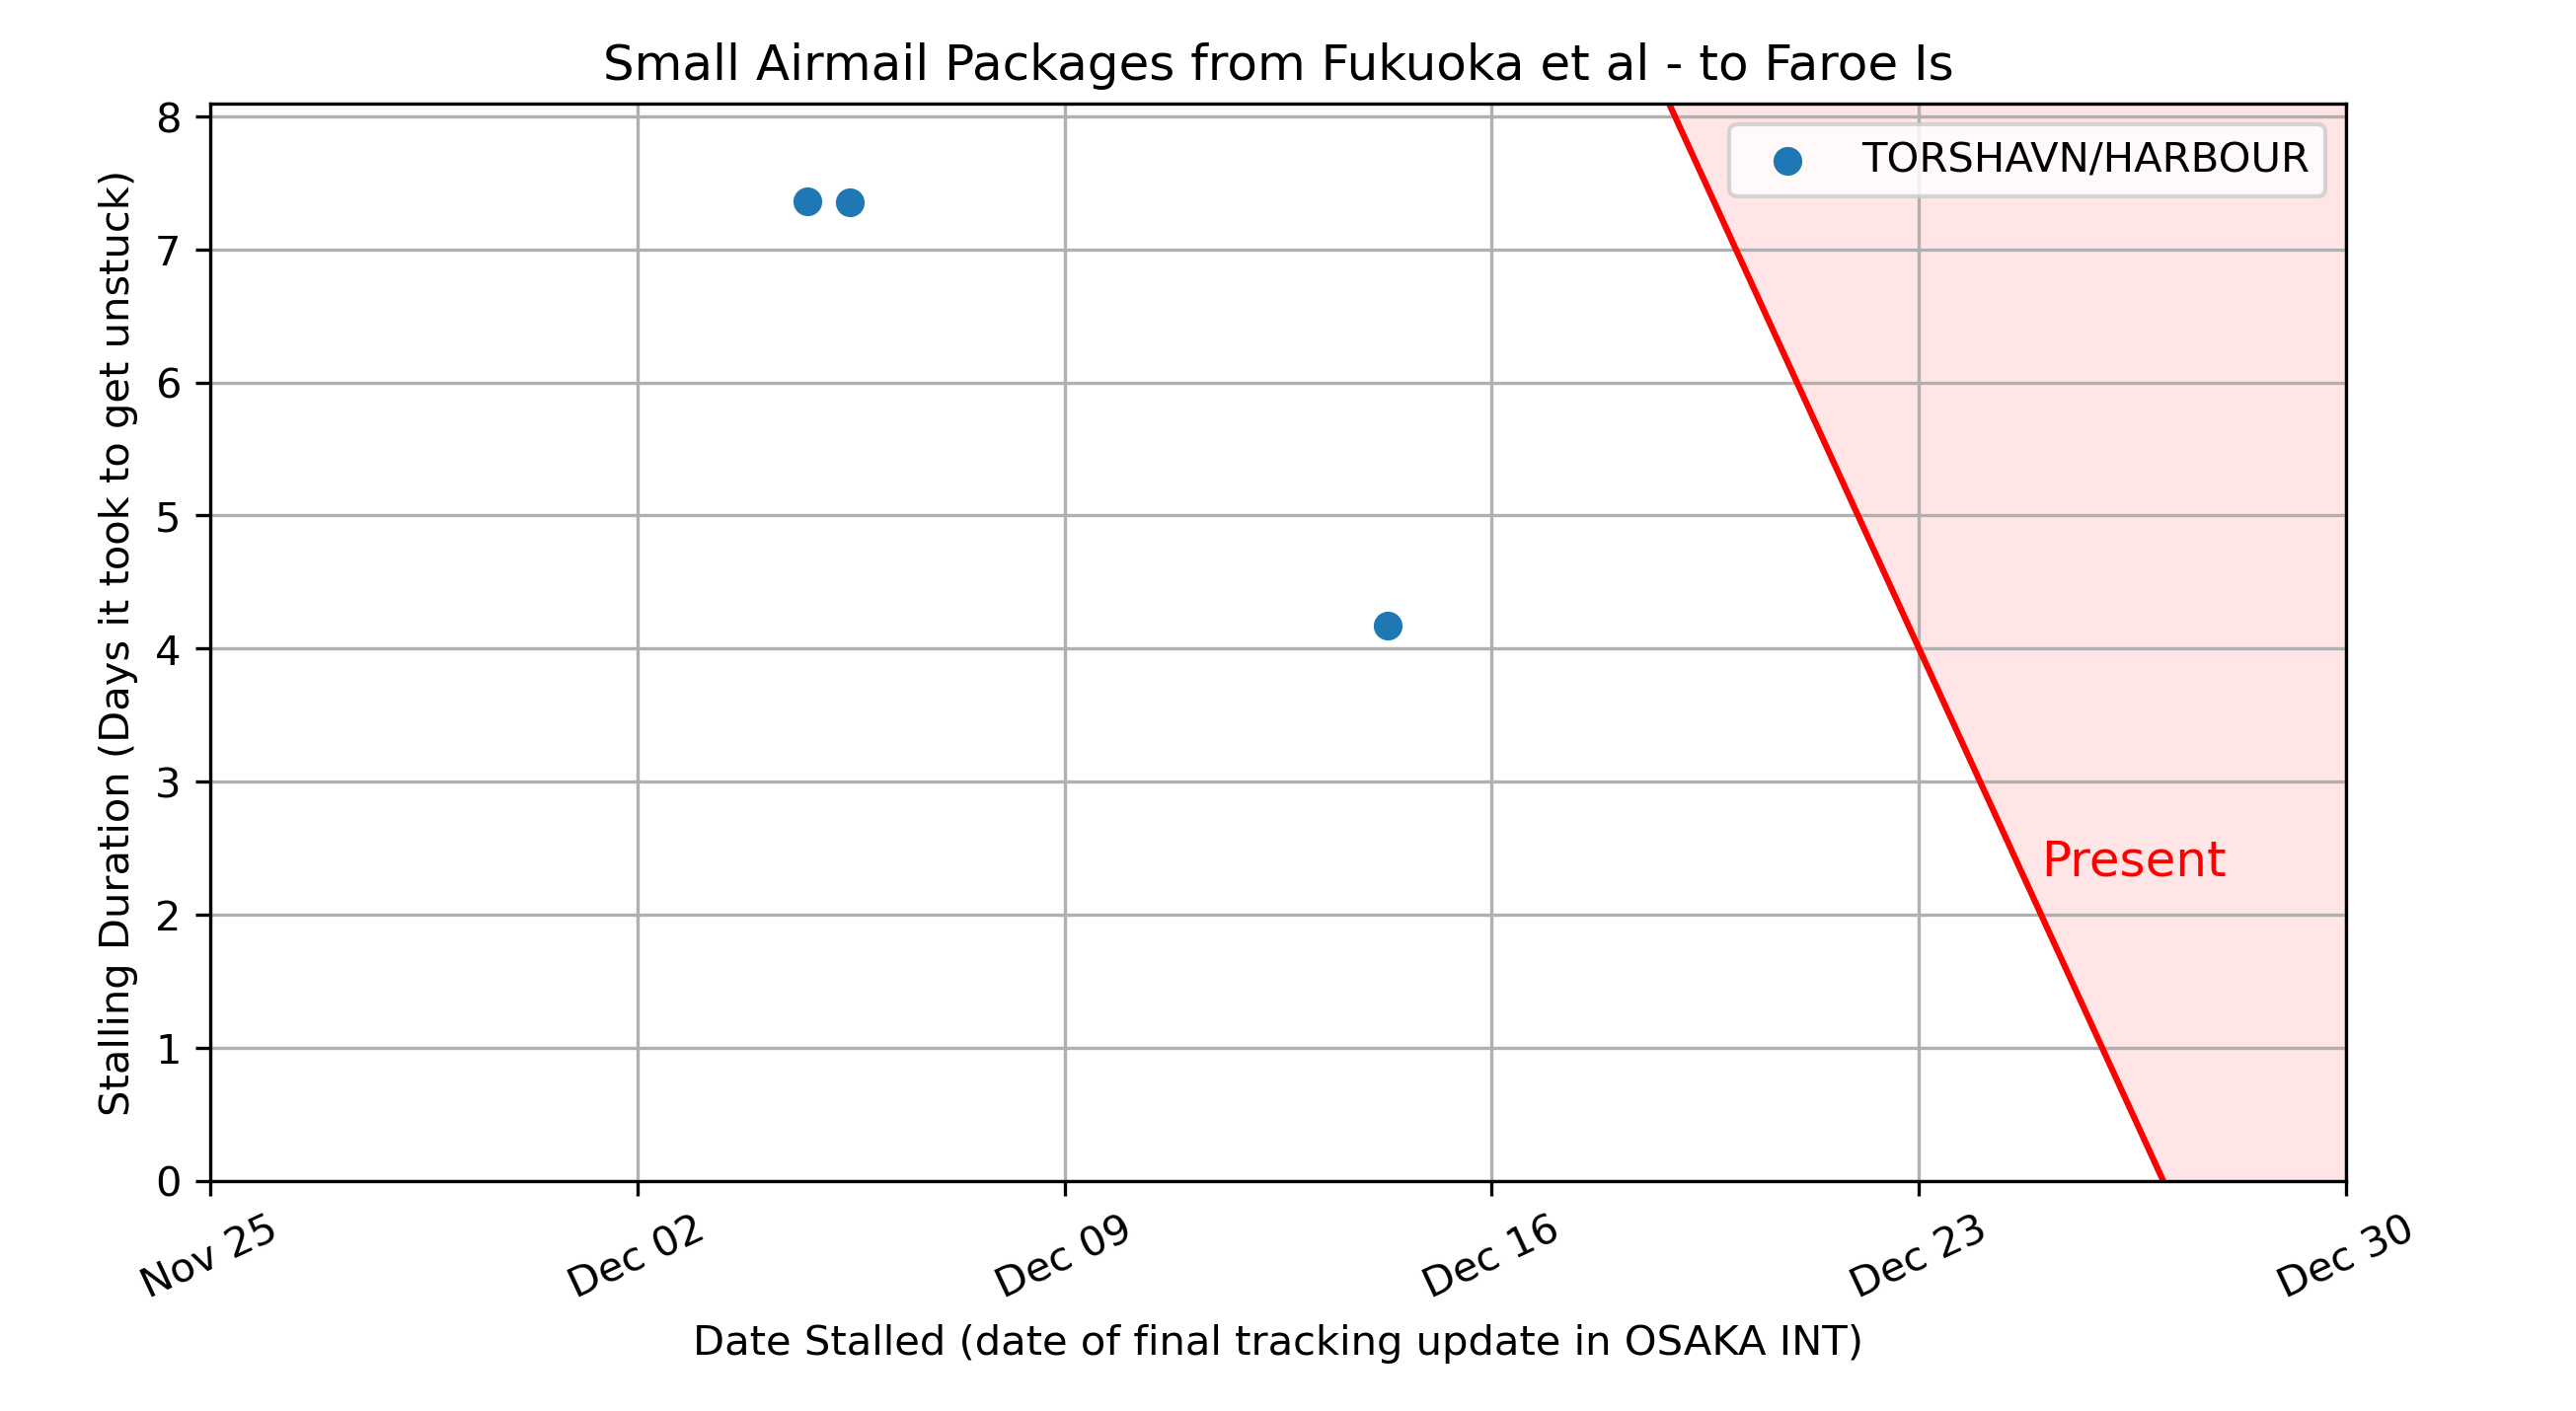 Small Airmail Packages from Fukuoka et al - to Faroe Is
TORSHAVN/HARBOUR
Stalling Duration (Days it took to get unstuck)
8
7
6
5
4
3
2
1
0
Present
Nov 25
Dec 02
Dec 09
Dec 16
Dec 23
Dec 30
Date Stalled (date of final tracking update in OSAKA INT)